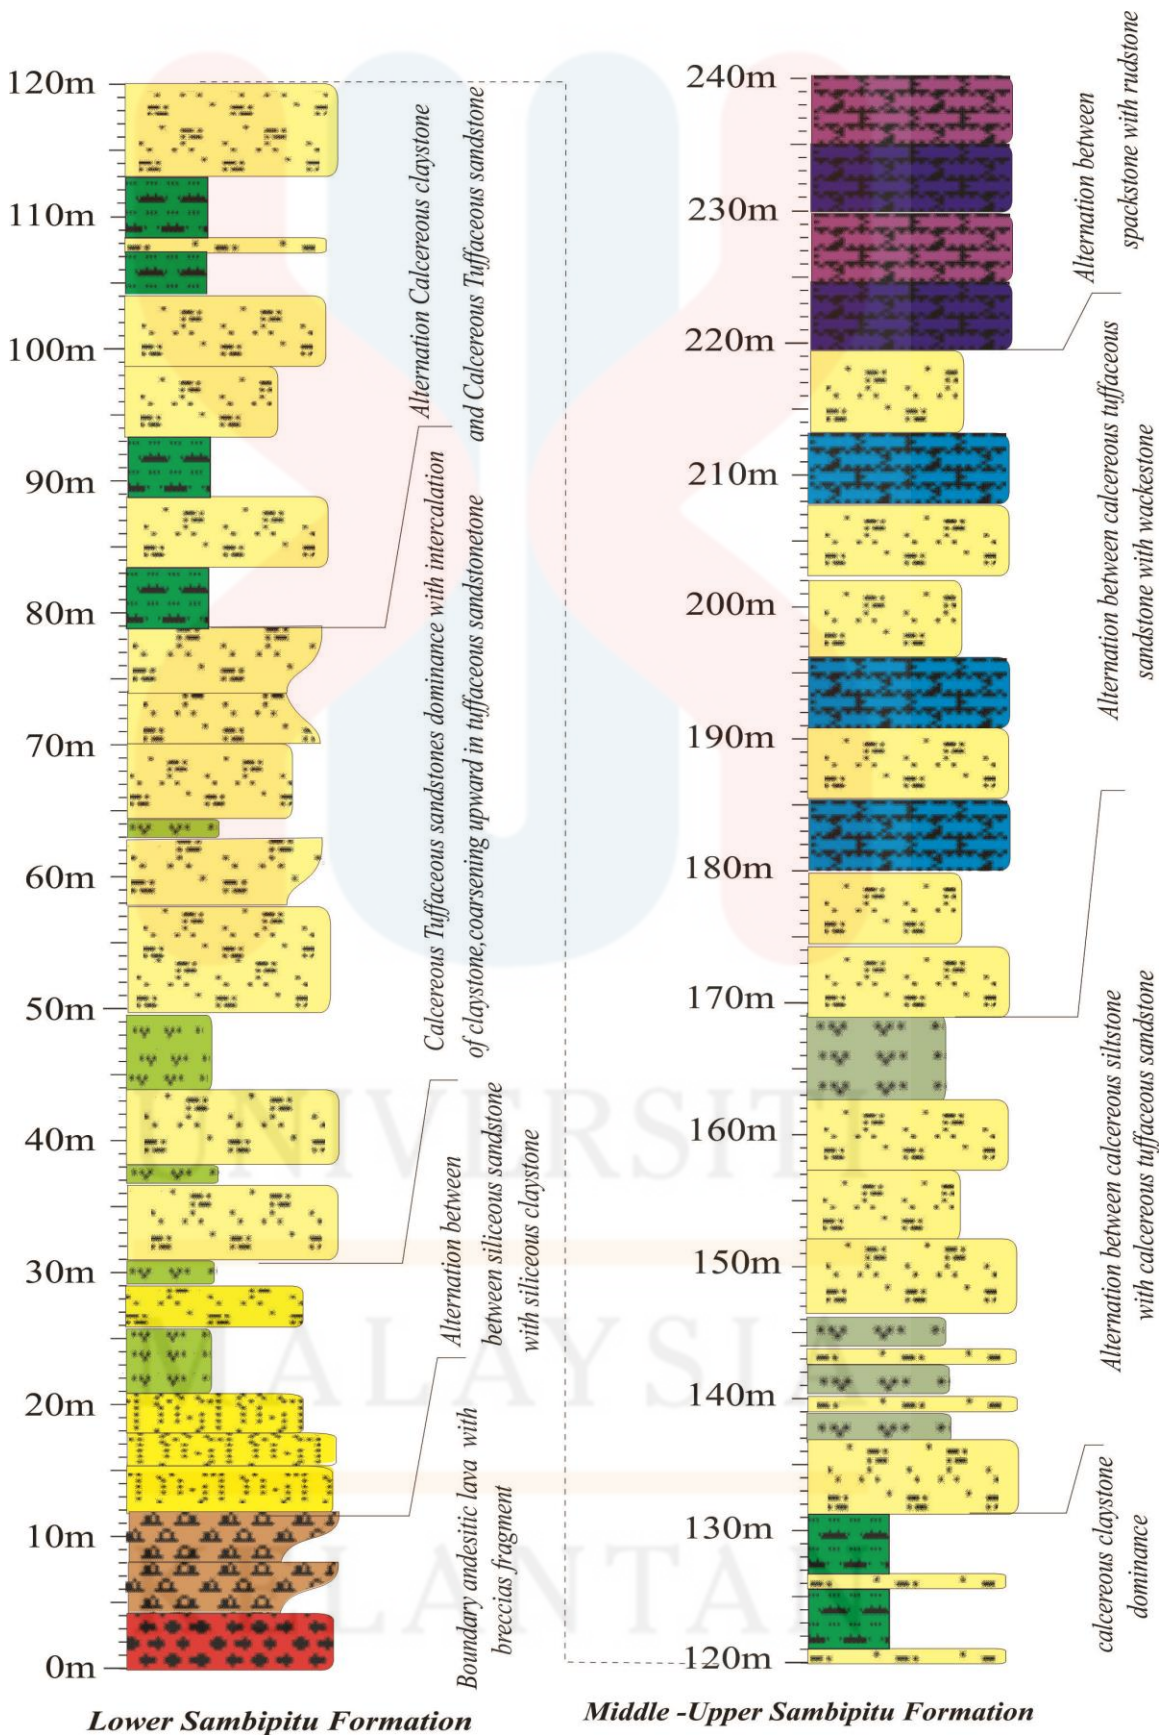 120m
110m
100m
90m
80m
70m
60m
50m
40m
30m
20m
10m
0m
Alternation Calcereous claystone
and Calcereous Tuffaceous sandstone
Calcereous Tuffaceous sandstones dominance with intercalation
of claystone,coarsening upward in tuffaceous sandstonetone
Alternation between
between siliceous sandstone
with siliceous claystone
Boundary andesitic lava with
breccias fragment
Lower Sambipitu Formation
240m
230m
220m
210m
200m
190m
180m
170m
160m
150m
140m
130m
120m
Alternation between
spackstone with rudstone
Alternation between calcereous tuffaceous
sandstone with wackestone
Alternation between calcereous siltstone
with calcereous tuffaceous sandstone
calcereous claystone
dominance
Middle -Upper Sambipitu Formation
UNIVERSITI
MALAYSIA
KELANTAN